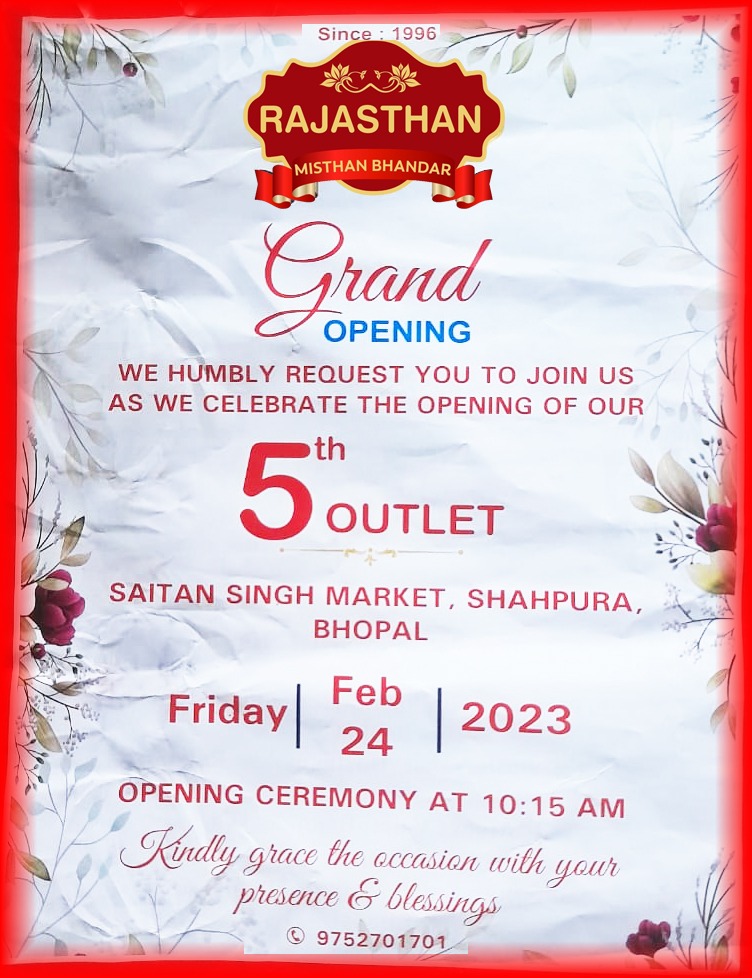 Since : 1996
RAJASTHAN
MISTHAN BHANDAR
Grand
OPENING
WE HUMBLY REQUEST YOU TO JOIN US
AS WE CELEBRATE THE OPENING OF OUR
5th OUTLET
SAITAN SINGH MARKET, SHAHPURA,
BHOPAL
Friday | Feb 24 | 2023
OPENING CEREMONY AT 10:15 AM
Kindly grace the occasion with your
presence & blessings
9752701701